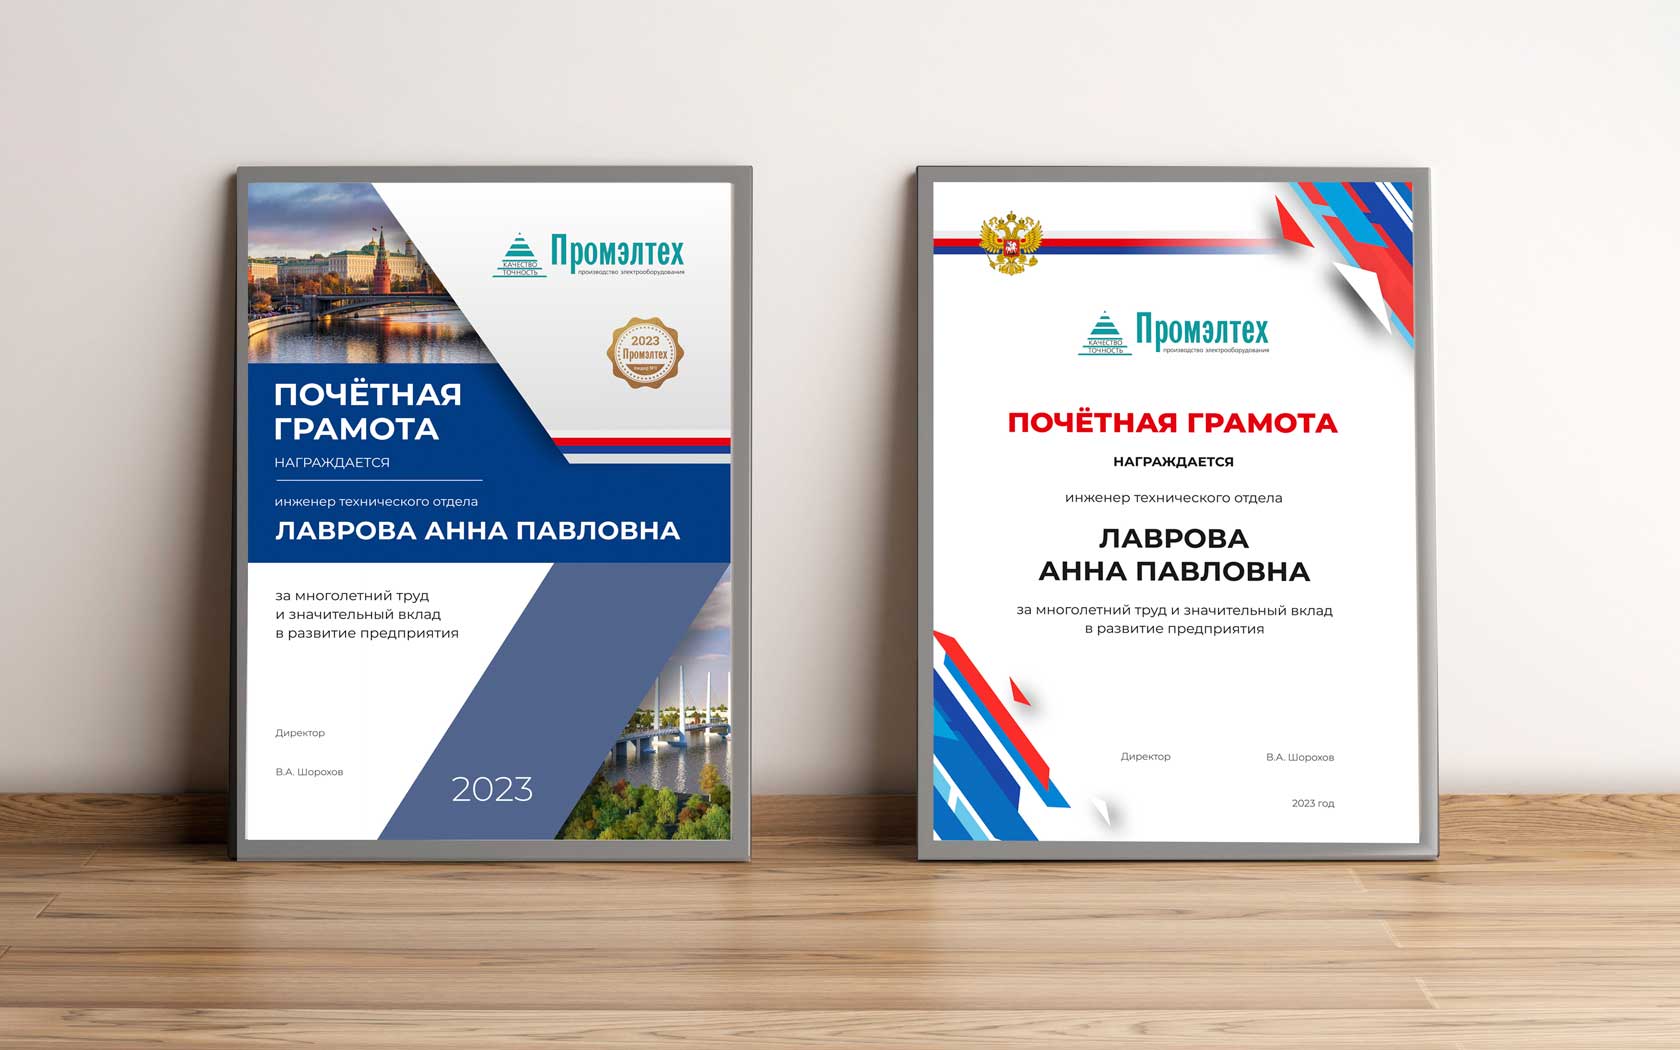 КАЧЕСТВО
ТОЧНОСТЬ
Промэлтех
производство электрооборудования
2023
Промэлтех
ПОЧЁТНАЯ
ГРАМОТА
НАГРАЖДАЕТСЯ
инженер технического отдела
ЛАВРОВА АННА ПАВЛОВНА
за многолетний труд
и значительный вклад
в развитие предприятия
Директор
В.А. Шорохов
2023
КАЧЕСТВО
ТОЧНОСТЬ
Промэлтех
производство электрооборудования
ПОЧЁТНАЯ ГРАМОТА
НАГРАЖДАЕТСЯ
инженер технического отдела
ЛАВРОВА
АННА ПАВЛОВНА
за многолетний труд и значительный вклад
в развитие предприятия
Директор В.А. Шорохов
2023 год